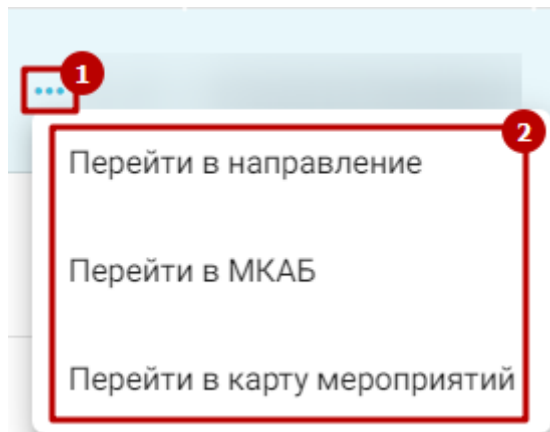 1
2
Перейти в направление
Перейти в МКАБ
Перейти в карту мероприятий